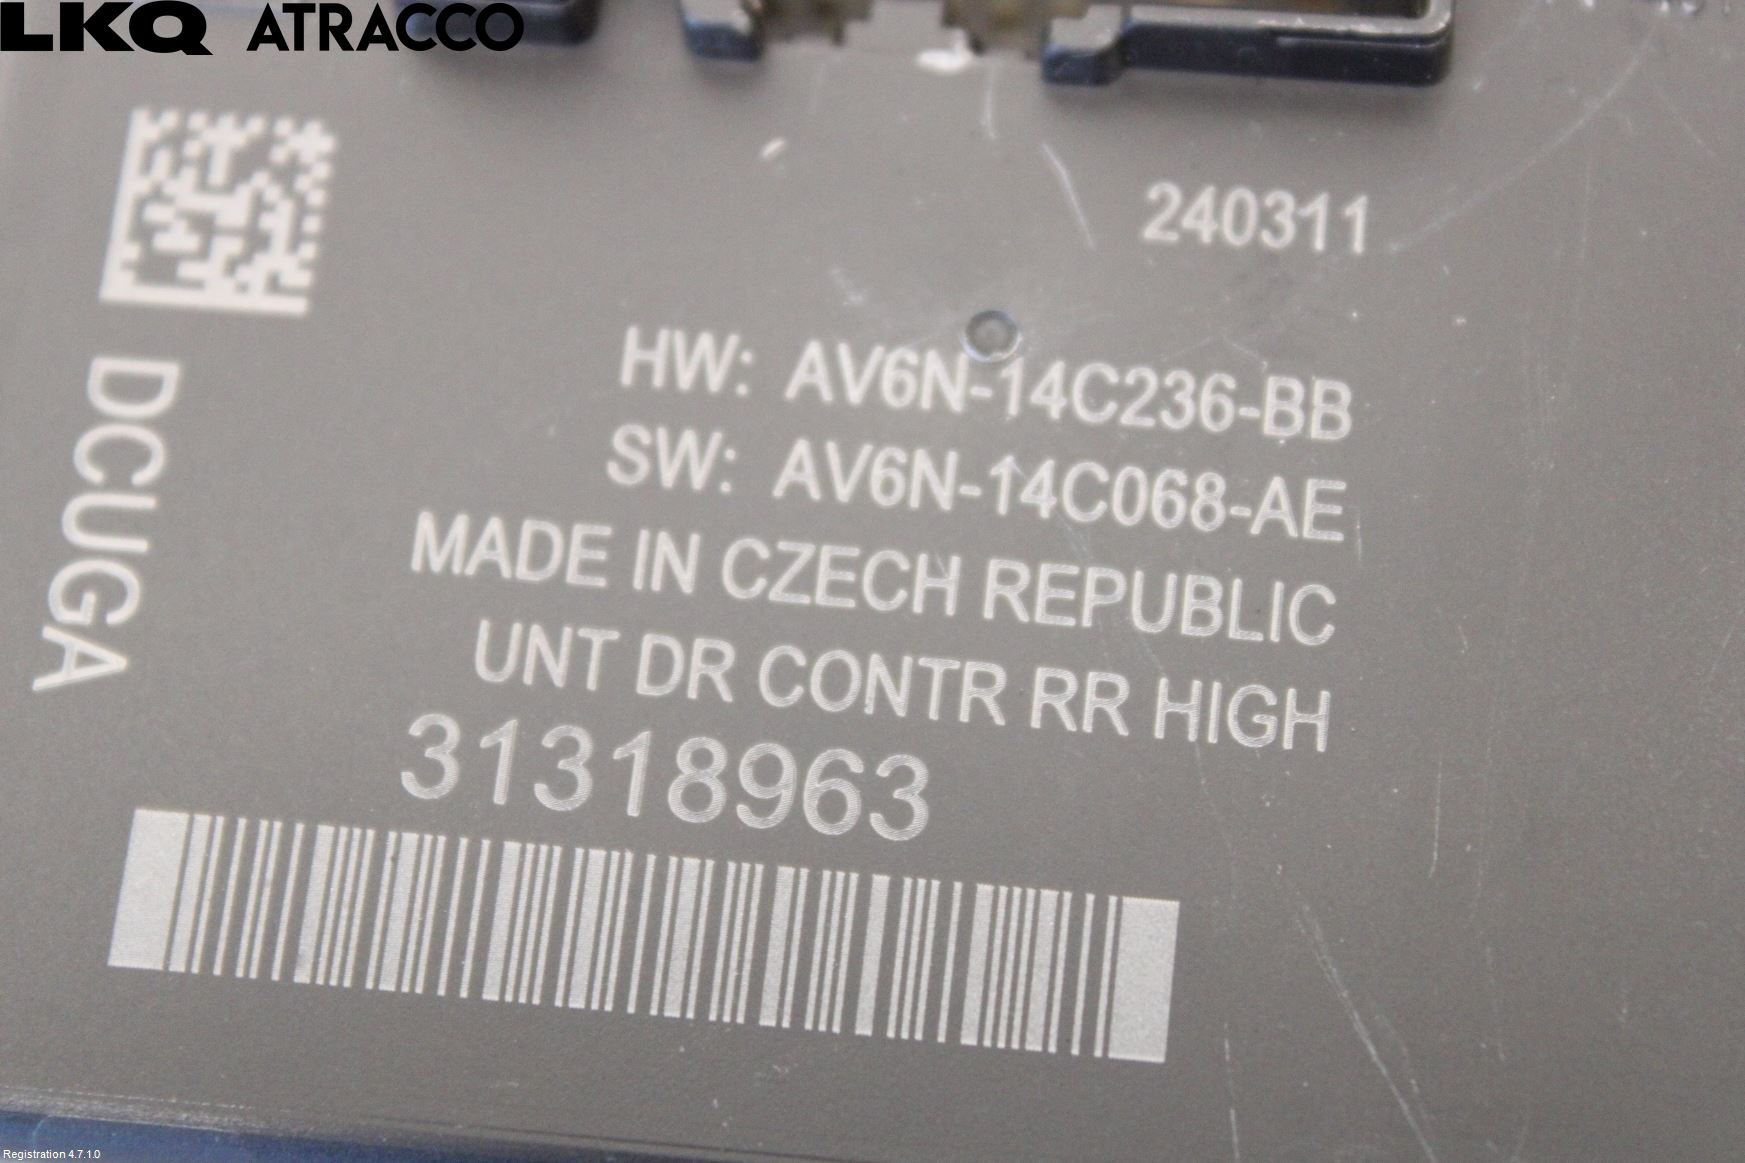 LKQ ATRACCO
240311
HW: AV6N-14C236-BB
SW: AV6N-14C068-AE
MADE IN CZECH REPUBLIC
UNT DR CONTR RR HIGH
31318963
DCUGA
Registration 4.7.1.0